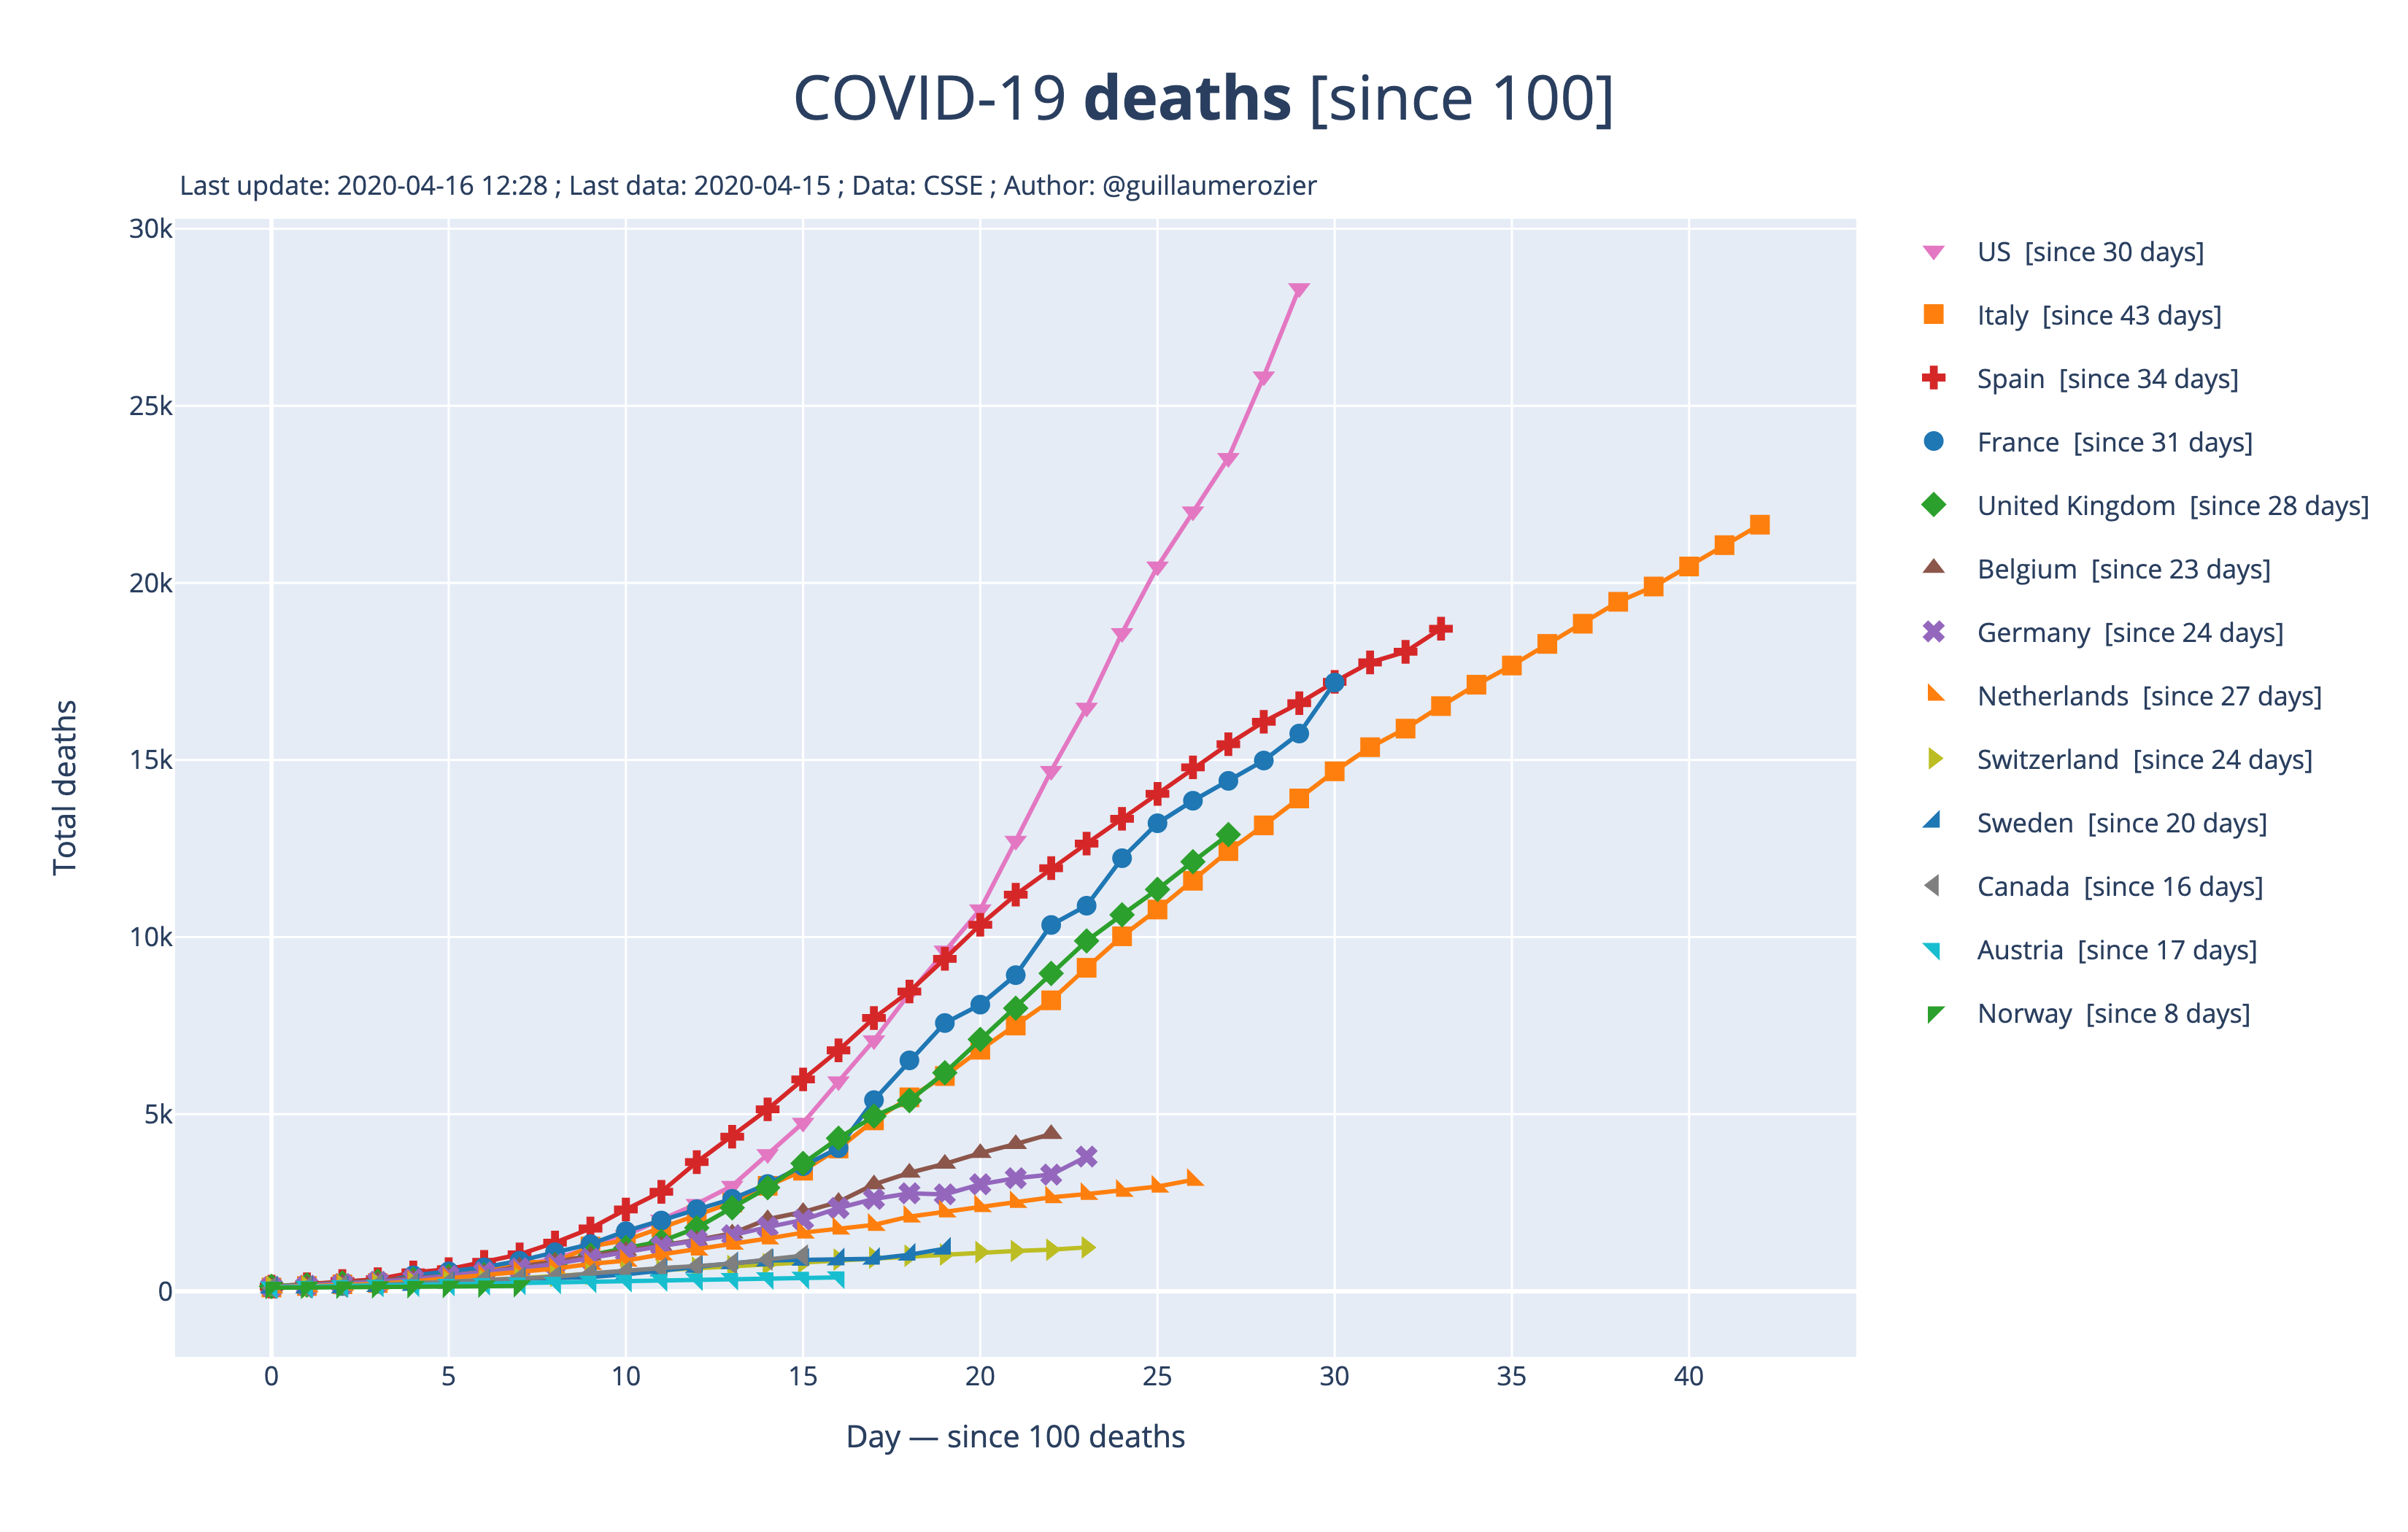 COVID-19 deaths [since 100]
Last update: 2020-04-16 12:28 ; Last data: 2020-04-15 ; Data: CSSE ; Author: @guillaumerozier
30k
25k
20k
15k
10k
5k
0
Total deaths
0 5 10 15 20 25 30 35 40
Day — since 100 deaths
US [since 30 days]
Italy [since 43 days]
Spain [since 34 days]
France [since 31 days]
United Kingdom [since 28 days]
Belgium [since 23 days]
Germany [since 24 days]
Netherlands [since 27 days]
Switzerland [since 24 days]
Sweden [since 20 days]
Canada [since 16 days]
Austria [since 17 days]
Norway [since 8 days]